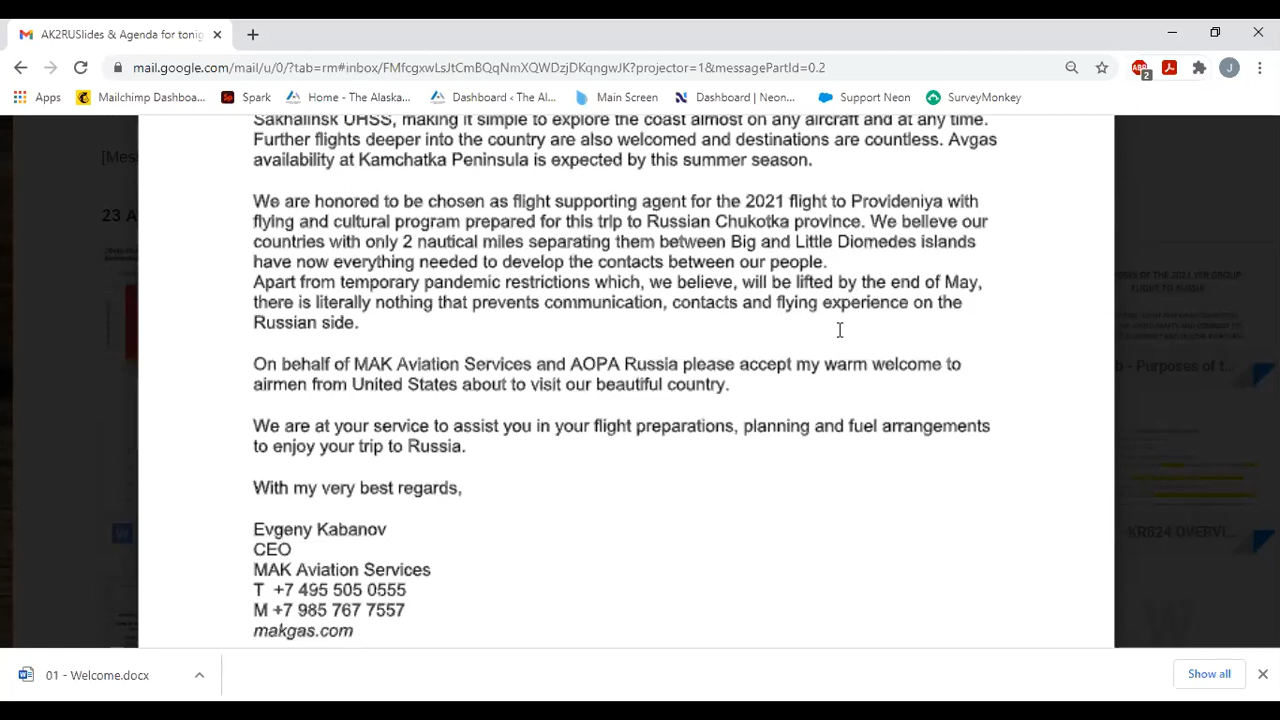 AK2RUSlides & Agenda for tonig
mail.google.com/mail/u/0/?tab=rm#inbox/FMfcgxwLsJtCmBQqNmXQWDzjDKqngwJK?projector=1&messagePartId=0.2
ABP 2 J
Apps Mailchimp Dashboa... Spark Home - The Alaska... Dashboard < The Al... Main Screen Dashboard | Neon... Support Neon SurveyMonkey
Sakhalinsk UHSS, making it simple to explore the coast almost on any aircraft and at any time.
Further flights deeper into the country are also welcomed and destinations are countless. Avgas
availability at Kamchatka Peninsula is expected by this summer season.
[Mes
23 A
We are honored to be chosen as flight supporting agent for the 2021 flight to Provideniya with
flying and cultural program prepared for this trip to Russian Chukotka province. We believe our
countries with only 2 nautical miles separating them between Big and Little Diomedes islands
have now everything needed to develop the contacts between our people.
Apart from temporary pandemic restrictions which, we believe, will be lifted by the end of May,
there is literally nothing that prevents communication, contacts and flying experience on the
Russian side.
FLIGHT TO RUSSIA
b - Purposes of t...
On behalf of MAK Aviation Services and AOPA Russia please accept my warm welcome to
airmen from United States about to visit our beautiful country.
We are at your service to assist you in your flight preparations, planning and fuel arrangements
to enjoy your trip to Russia.
With my very best regards,
Evgeny Kabanov
CEO
MAK Aviation Services
T +7 495 505 0555
M +7 985 767 7557
makgas.com
W
KR824 OVERVI...
W
01 - Welcome.docx
Show all